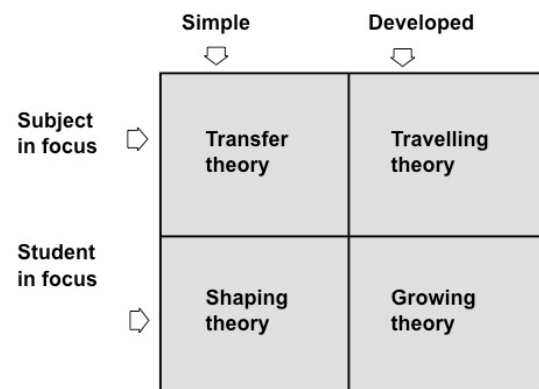 Simple Developed
Subject
in focus
Transfer
theory
Travelling
theory
Student
in focus
Shaping
theory
Growing
theory